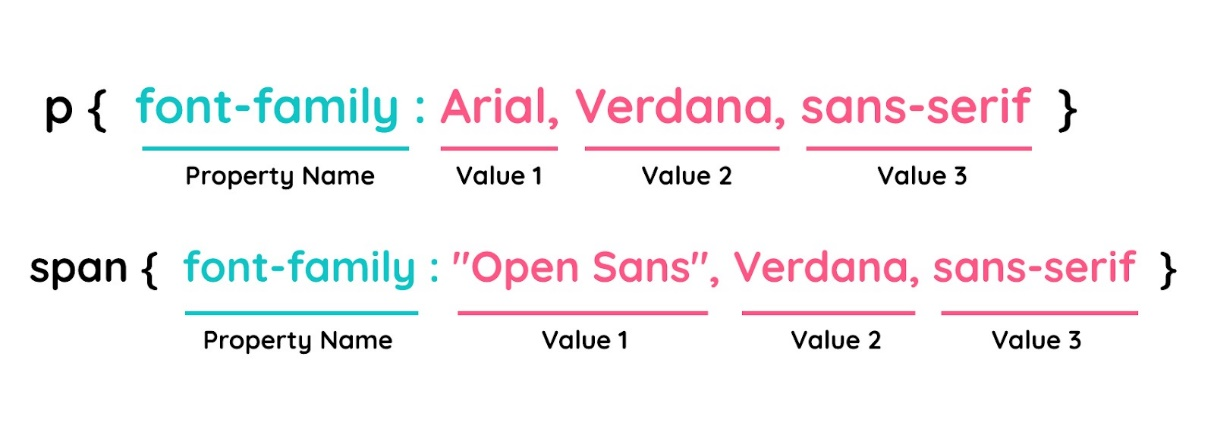 p { font-family : Arial, Verdana, sans-serif }
Property Name Value 1 Value 2 Value 3
span { font-family : "Open Sans", Verdana, sans-serif }
Property Name Value 1 Value 2 Value 3